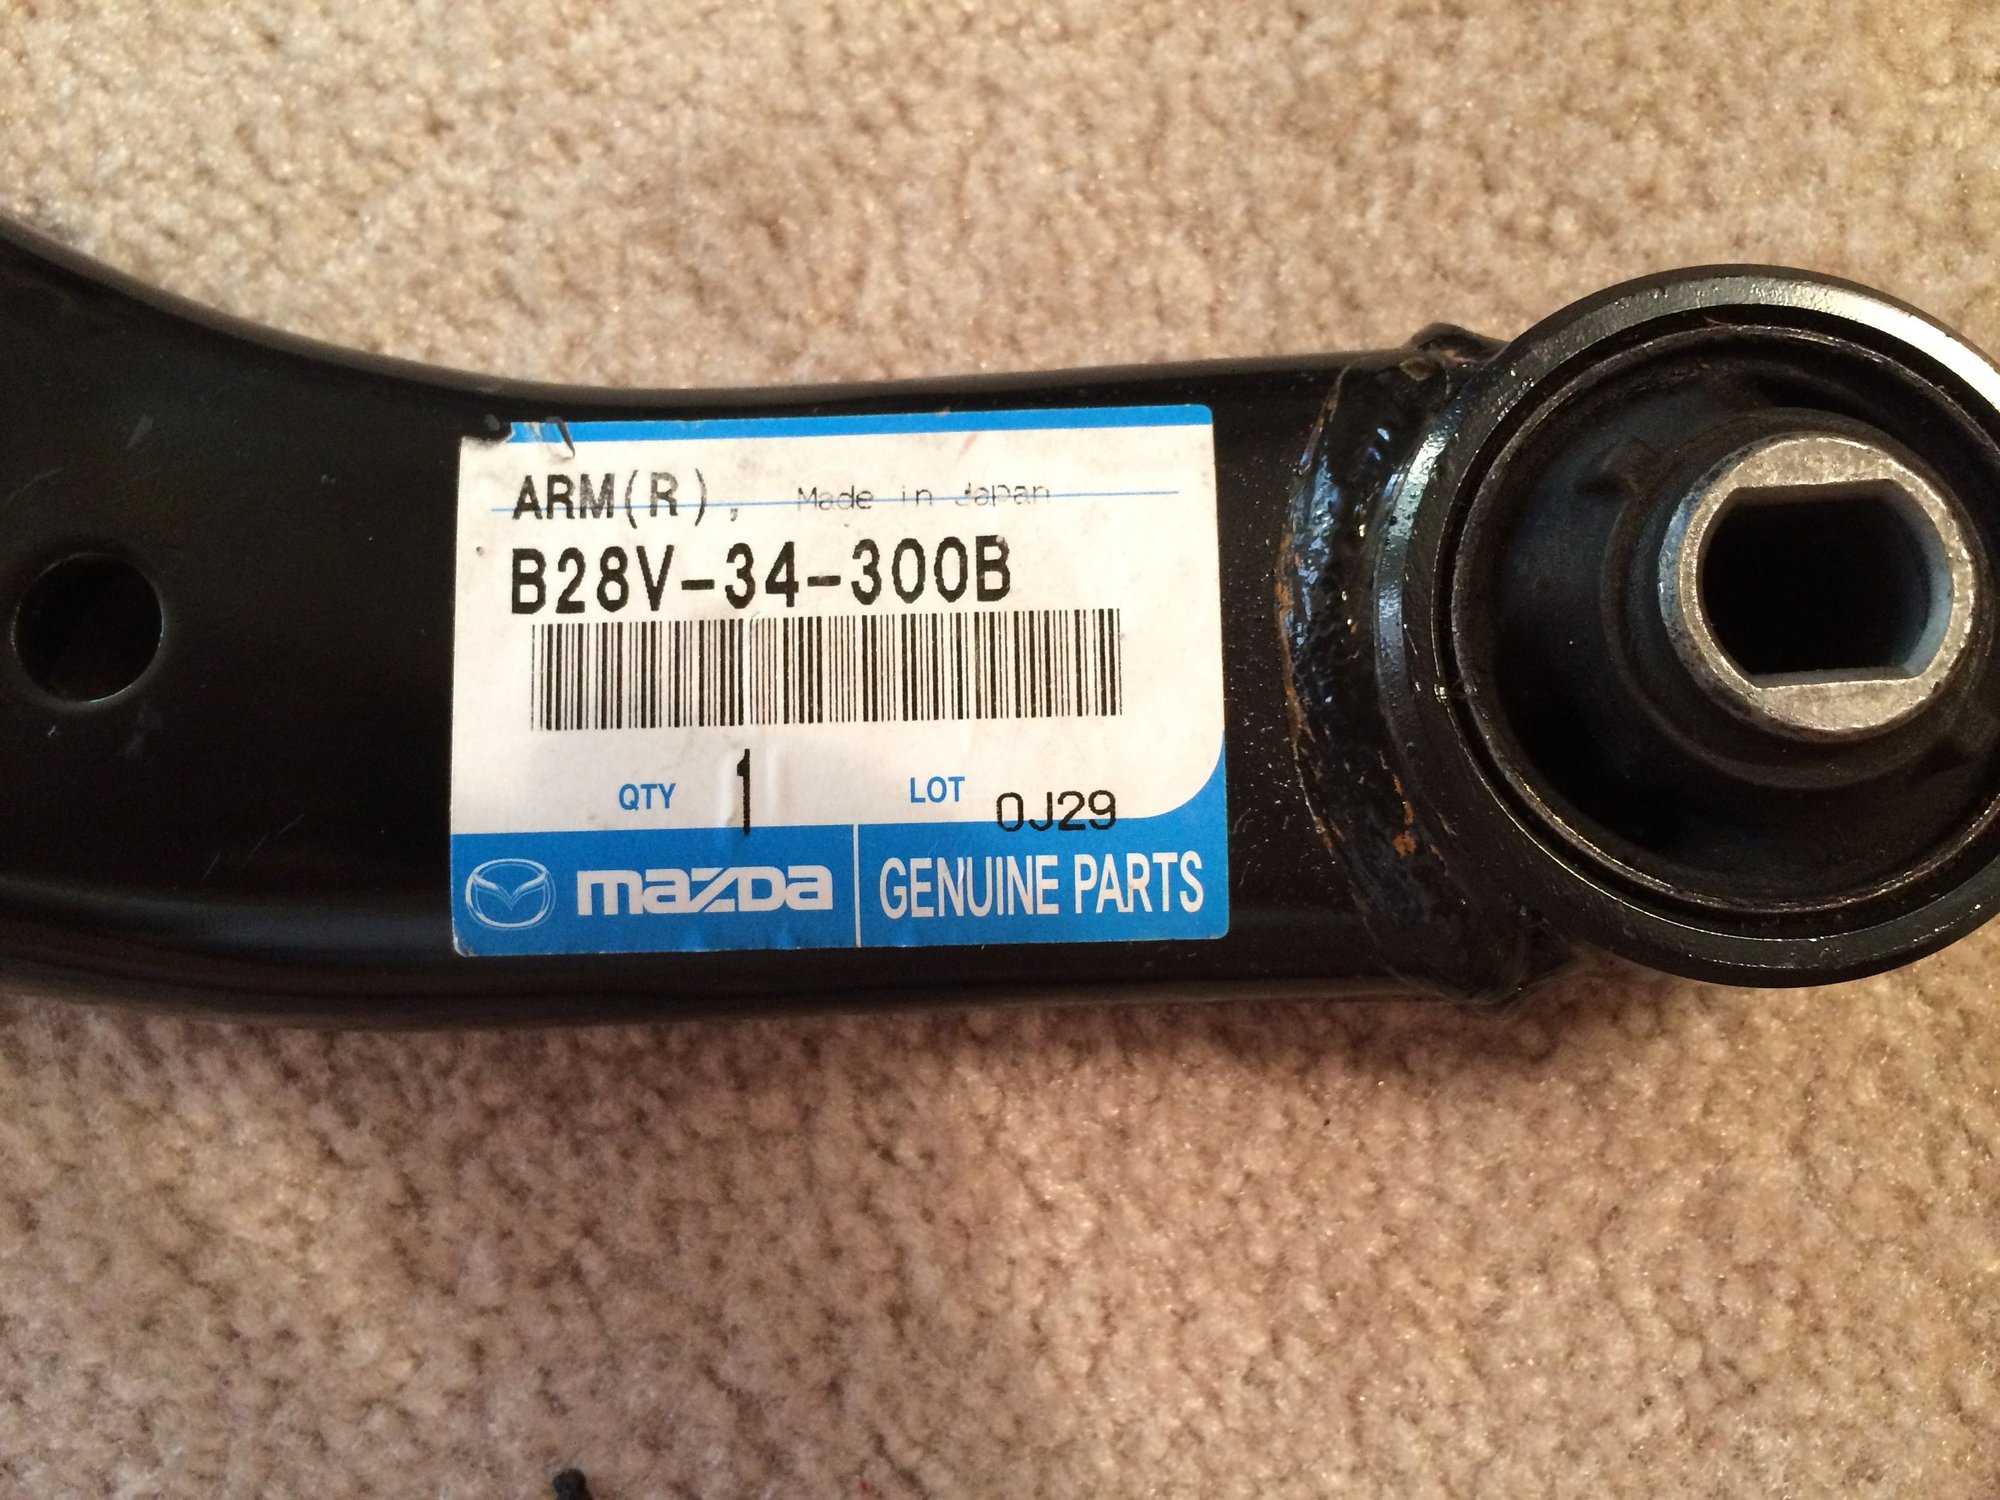 ARM(R), Made in Japan
B28V-34-300B
QTY 1 LOT 0J29
mazda GENUINE PARTS